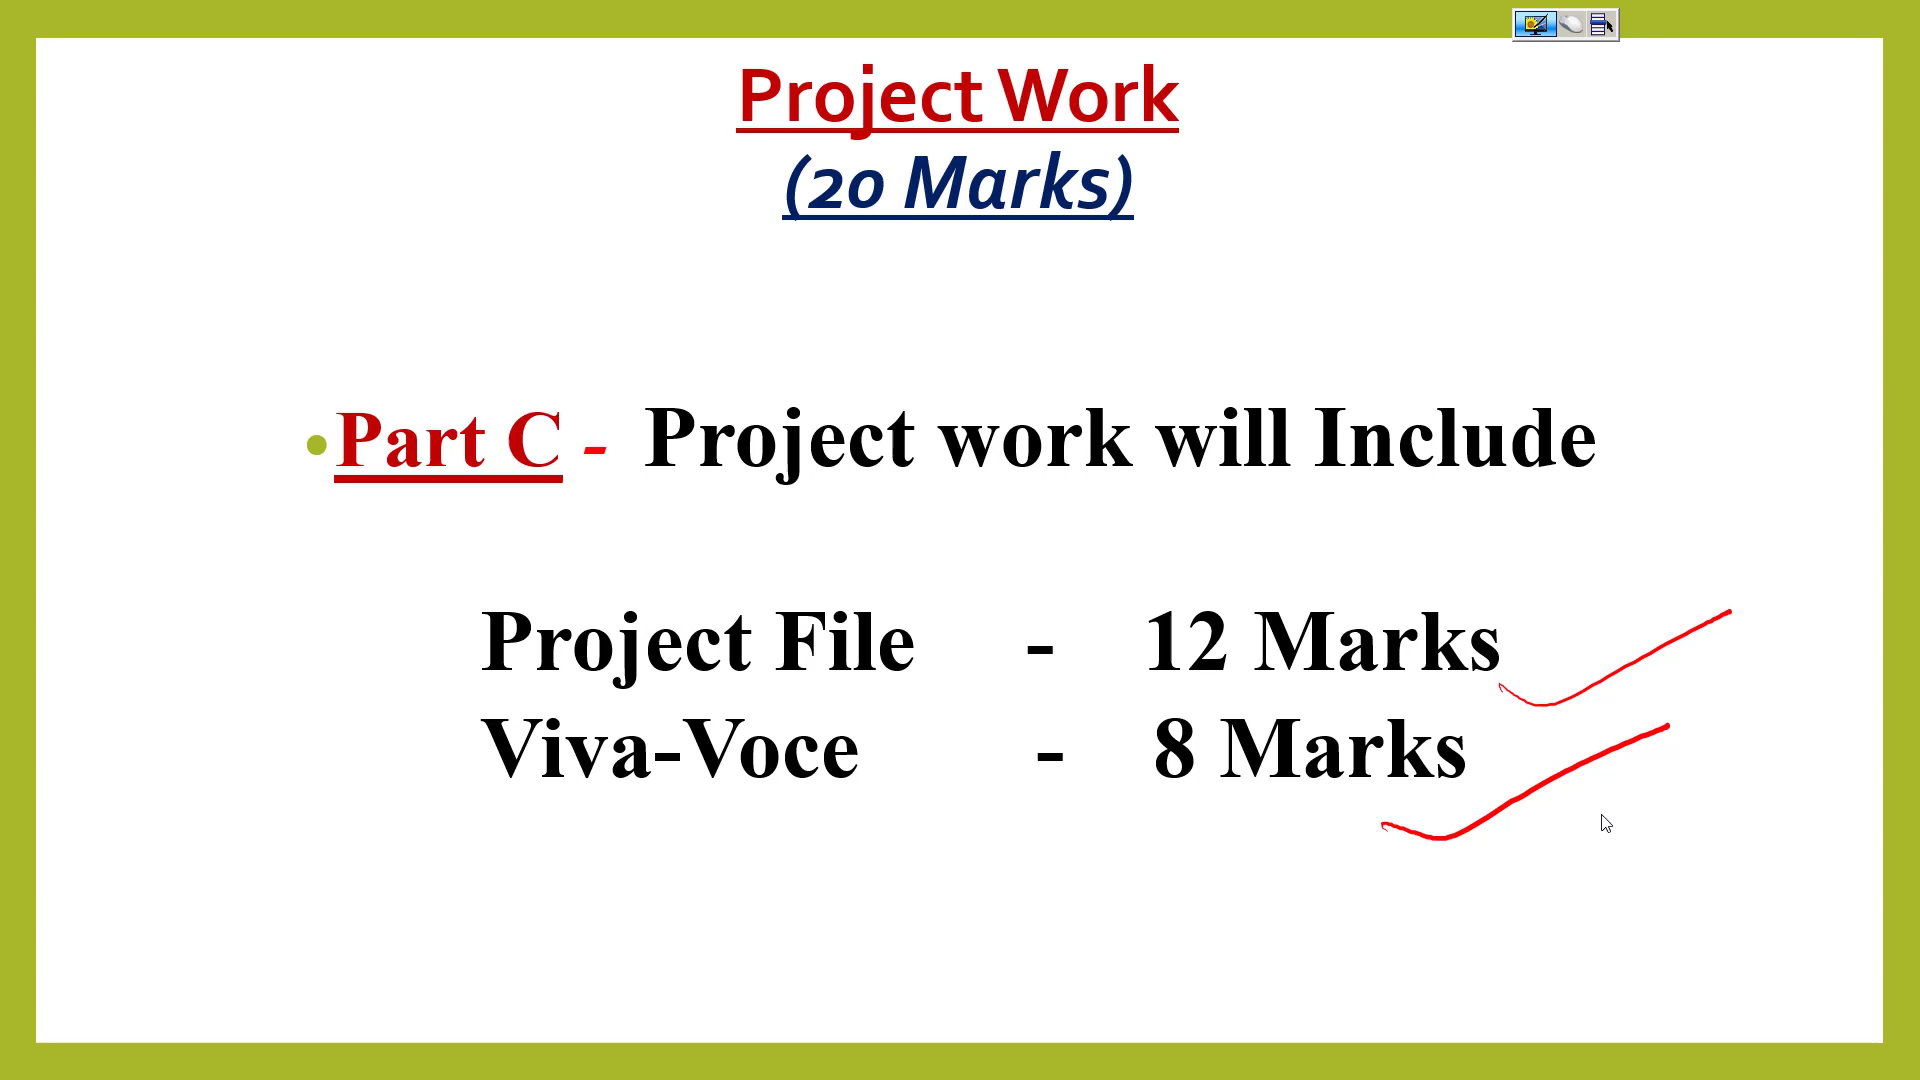 Project Work
(20 Marks)
•Part C - Project work will Include
Project File - 12 Marks
Viva-Voce - 8 Marks